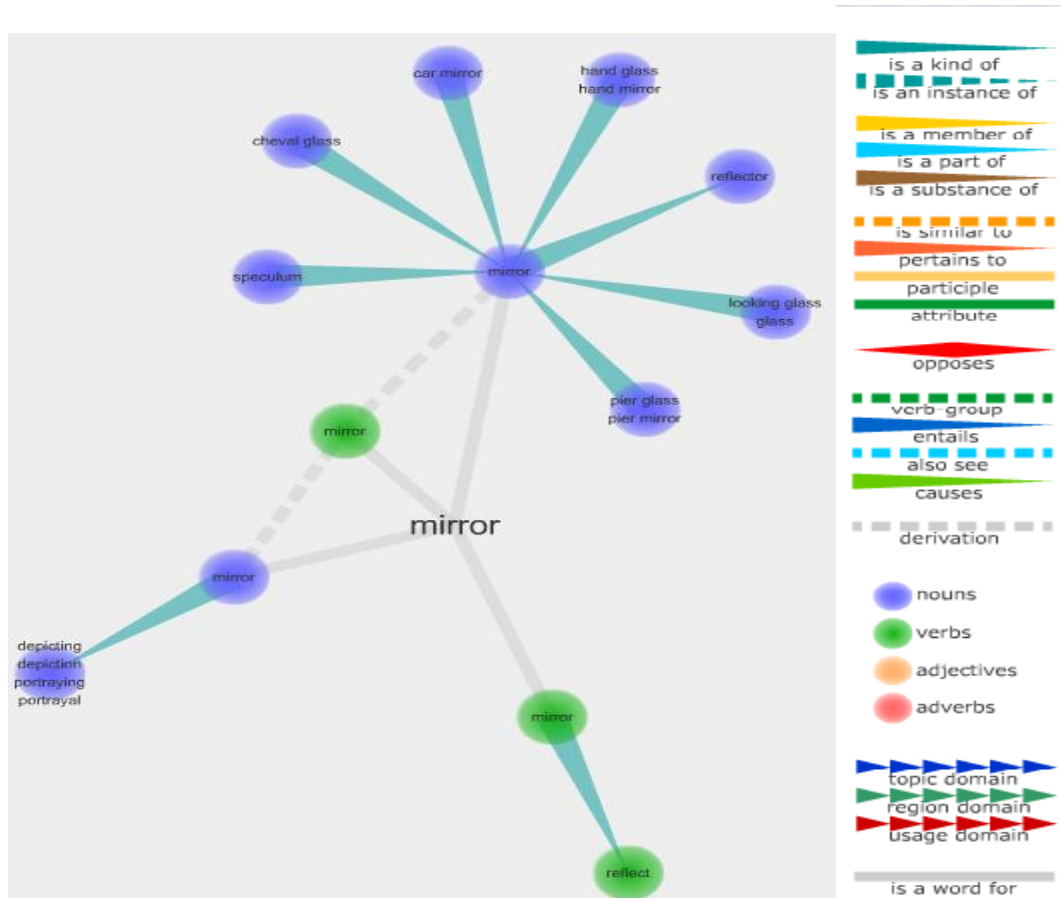 car mirror
hand glass
hand mirror
cheval glass
reflector
speculum
mirror
looking glass
glass
pier glass
pier mirror
mirror
mirror
mirror
depicting
depiction
portraying
portrayal
mirror
reflect
is a kind of
is an instance of
is a member of
is a part of
is a substance of
is similar to
pertains to
participle
attribute
opposes
verb-group
entails
also see
causes
derivation
nouns
verbs
adjectives
adverbs
topic domain
region domain
usage domain
is a word for